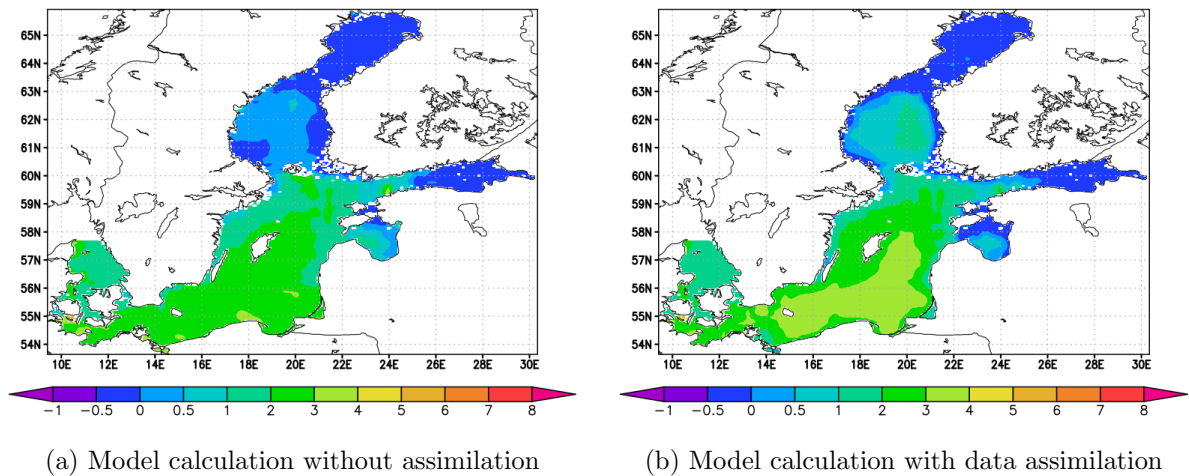 65N
64N
63N
62N
61N
60N
59N
58N
57N
56N
55N
54N
10E 12E 14E 16E 18E 20E 22E 24E 26E 28E 30E
−1 −0.5 0 0.5 1 2 3 4 5 6 7 8
(a) Model calculation without assimilation
65N
64N
63N
62N
61N
60N
59N
58N
57N
56N
55N
54N
10E 12E 14E 16E 18E 20E 22E 24E 26E 28E 30E
−1 −0.5 0 0.5 1 2 3 4 5 6 7 8
(b) Model calculation with data assimilation